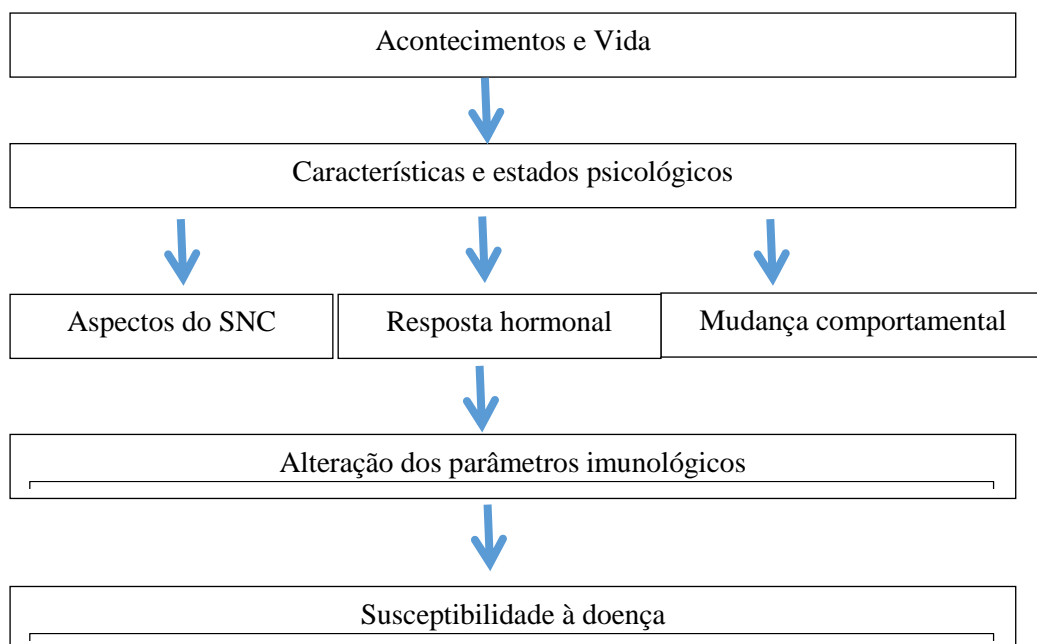 Acontecimentos e Vida
Características e estados psicológicos
Aspectos do SNC
Resposta hormonal
Mudança comportamental
Alteração dos parâmetros imunológicos
Susceptibilidade à doença